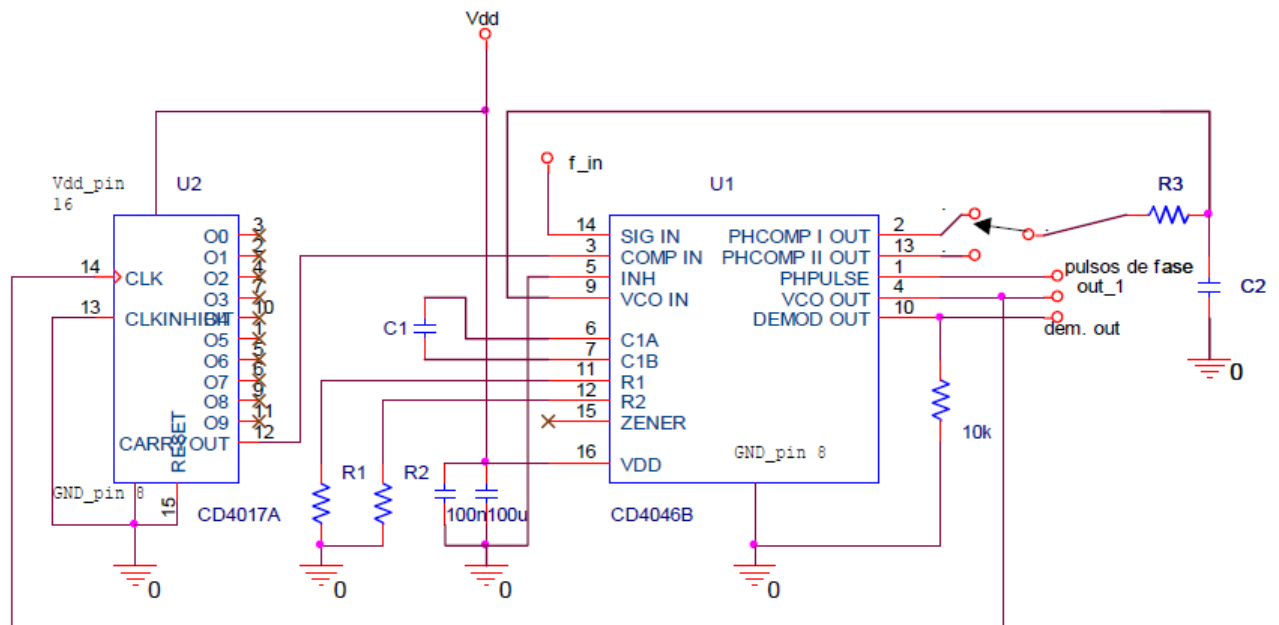 Vdd
Vdd_pin
16
U2
f_in
U1
R3
3
O0
2
O1
4
O2
7
O3
10
O4
1
O5
5
O6
6
O7
9
O8
11
O9
12
CARRY OUT
14
CLK
13
CLKINHIBIT
RESET
15
GND_pin 8
CD4017A
0
14
SIG IN
3
COMP IN
5
INH
9
VCO IN
6
C1A
7
C1B
11
R1
12
R2
15
ZENER
16
VDD
PHCOMP I OUT
2
PHCOMP II OUT
13
PHPULSE
1
VCO OUT
4
DEMOD OUT
10
GND_pin 8
CD4046B
pulsos de fase
out_1
dem. out
C2
0
C1
R1
R2
100n
100u
10k
0
0
0